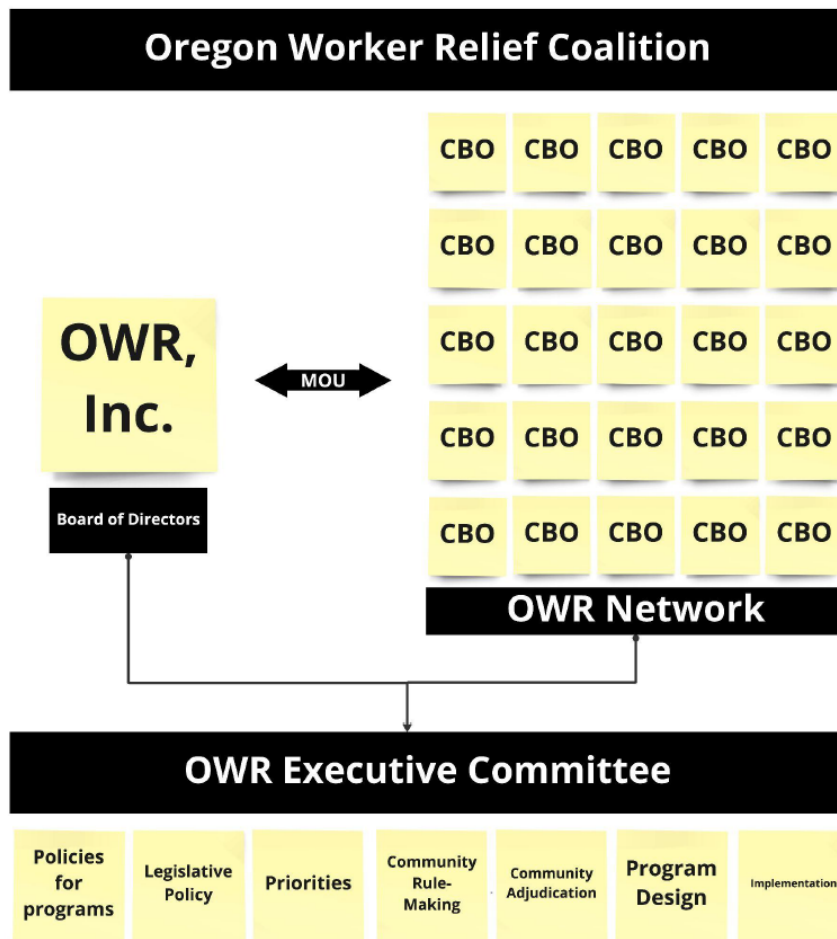 Oregon Worker Relief Coalition
CBO CBO CBO CBO CBO
CBO CBO CBO CBO CBO
CBO CBO CBO CBO CBO
CBO CBO CBO CBO CBO
CBO CBO CBO CBO CBO
OWR Network
OWR,
Inc.
MOU
Board of Directors
OWR Executive Committee
Policies
for
programs
Legislative
Policy
Priorities
Community
Rule-
Making
Community
Adjudication
Program
Design
Implementation